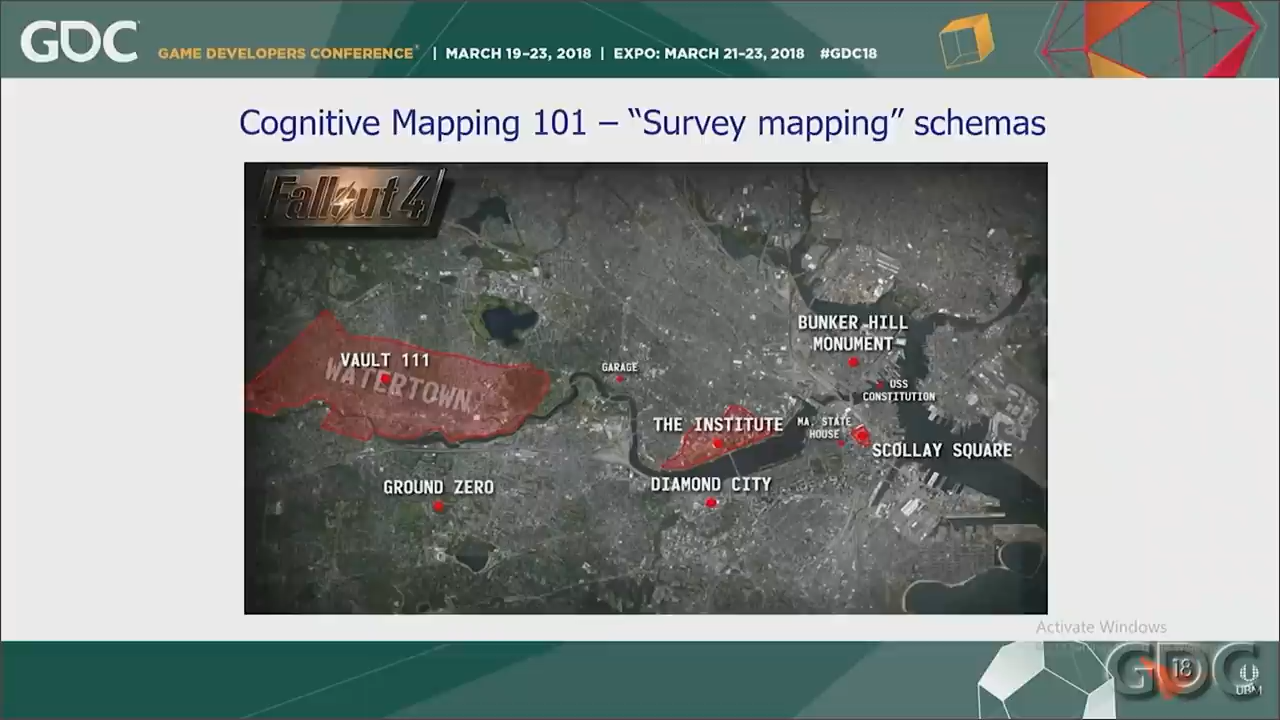 GDC
GAME DEVELOPERS CONFERENCE | MARCH 19–23, 2018 | EXPO: MARCH 21–23, 2018 #GDC18
Cognitive Mapping 101 – “Survey mapping” schemas
Fallout 4
BUNKER HILL
MONUMENT
VAULT 111
WATERTOWN
GARAGE
USS
CONSTITUTION
THE INSTITUTE
MA. STATE
HOUSE
SCOLLAY SQUARE
GROUND ZERO
DIAMOND CITY
Activate Windows
GDC
18
UBM